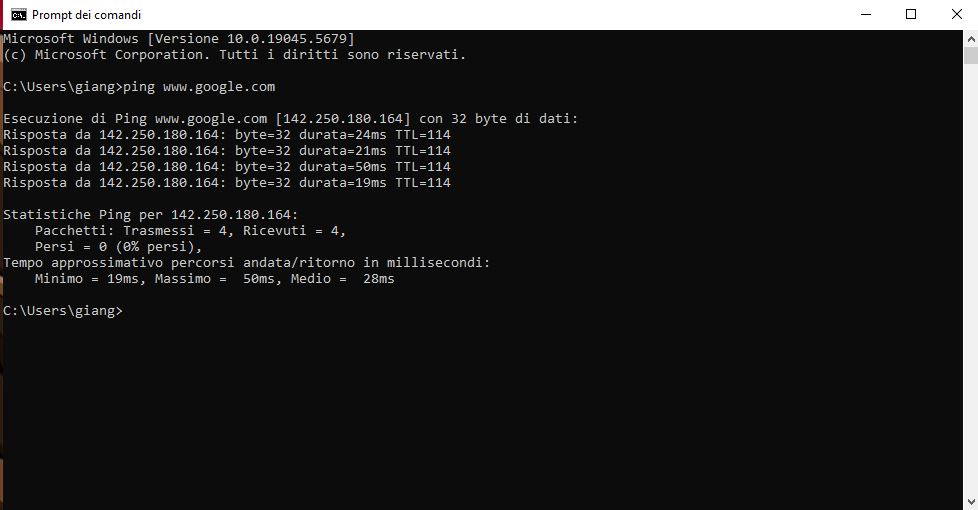 Prompt dei comandi
Microsoft Windows [Versione 10.0.19045.5679]
(c) Microsoft Corporation. Tutti i diritti sono riservati.
C:\Users\giang>ping www.google.com
Esecuzione di Ping www.google.com [142.250.180.164] con 32 byte di dati:
Risposta da 142.250.180.164: byte=32 durata=24ms TTL=114
Risposta da 142.250.180.164: byte=32 durata=21ms TTL=114
Risposta da 142.250.180.164: byte=32 durata=50ms TTL=114
Risposta da 142.250.180.164: byte=32 durata=19ms TTL=114
Statistiche Ping per 142.250.180.164:
    Pacchetti: Trasmessi = 4, Ricevuti = 4,
    Persi = 0 (0% persi),
Tempo approssimativo percorsi andata/ritorno in millisecondi:
    Minimo = 19ms, Massimo =  50ms, Medio =  28ms
C:\Users\giang>